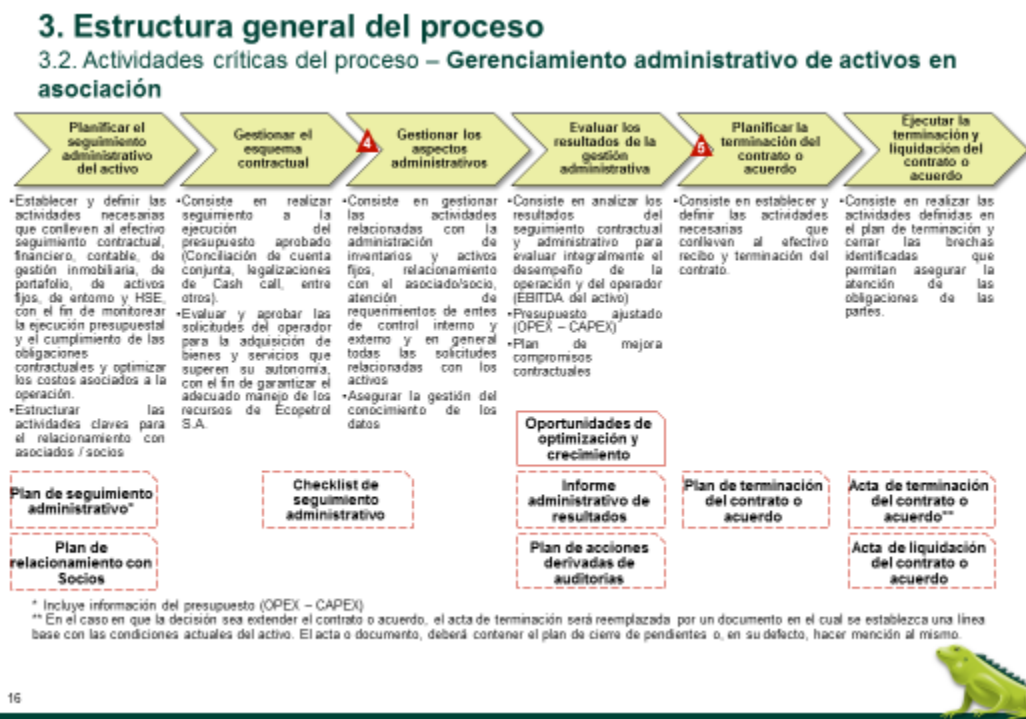 3. Estructura general del proceso
3.2. Actividades críticas del proceso – Gerenciamiento administrativo de activos en
asociación
Planificar el
seguimiento
administrativo
del activo
Gestionar el
esquema
contractual
4
Gestionar los
aspectos
administrativos
Evaluar los
resultados de la
gestión
administrativa
5
Planificar la
terminación del
contrato o
acuerdo
Ejecutar la
terminación y
liquidación del
contrato o
acuerdo
•Establecer y definir las
actividades necesarias
que conlleven al efectivo
seguimiento contractual,
financiero, contable, de
gestión inmobiliaria, de
portafolio, de activos
fijos, de entorno y HSE,
con el fin de monitorear
la ejecución presupuestal
y el cumplimiento de las
obligaciones
contractuales y optimizar
los costos asociados a la
operación.
•Estructurar las
actividades claves para
el relacionamiento con
asociados / socios
•Consiste en realizar
seguimiento a la
ejecución del
presupuesto aprobado
(Conciliación de cuenta
conjunta, legalizaciones
de Cash call, entre
otros).
•Evaluar y aprobar las
solicitudes del operador
para la adquisición de
bienes y servicios que
superen su autonomía,
con el fin de garantizar el
adecuado manejo de los
recursos de Ecopetrol
S.A.
•Consiste en gestionar
las actividades
relacionadas con la
administración de
inventarios y activos
fijos, relacionamiento
con el asociado/socio,
atención de
requerimientos de entes
de control interno y
externo y en general
todas las solicitudes
relacionadas con los
activos
•Asegurar la gestión del
conocimiento de los
datos
•Consiste en analizar los
resultados del
seguimiento contractual
y administrativo para
evaluar integralmente el
desempeño de la
operación y del operador
(EBITDA del activo)
•Presupuesto ajustado
(OPEX – CAPEX)
•Plan de mejora
compromisos
contractuales
•Consiste en establecer y
definir las actividades
necesarias que
conlleven al efectivo
recibo y terminación del
contrato.
•Consiste en realizar las
actividades definidas en
el plan de terminación y
cerrar las brechas
identificadas que
permitan asegurar la
atención de las
obligaciones de las
partes.
Oportunidades de
optimización y
crecimiento
Plan de seguimiento
administrativo*
Checklist de
seguimiento
administrativo
Informe
administrativo de
resultados
Plan de terminación
del contrato o
acuerdo
Acta de terminación
del contrato o
acuerdo**
Plan de
relacionamiento con
Socios
Plan de acciones
derivadas de
auditorias
Acta de liquidación
del contrato o
acuerdo
* Incluye información del presupuesto (OPEX – CAPEX)
** En el caso en que la decisión sea extender el contrato o acuerdo, el acta de terminación será reemplazada por un documento en el cual se establezca una línea
base con las condiciones actuales del activo. El acta o documento, deberá contener el plan de cierre de pendientes o, en su defecto, hacer mención al mismo.
16